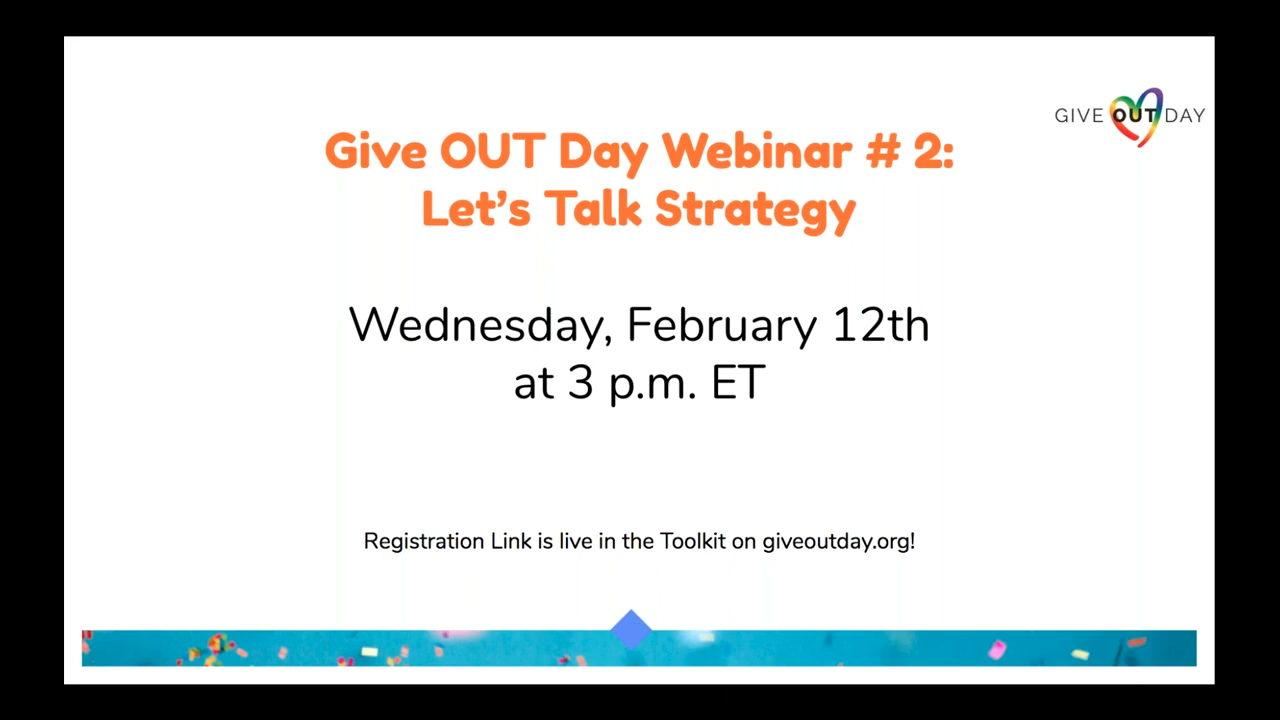 GIVE OUT DAY
Give OUT Day Webinar # 2:
Let's Talk Strategy
Wednesday, February 12th
at 3 p.m. ET
Registration Link is live in the Toolkit on giveoutday.org!